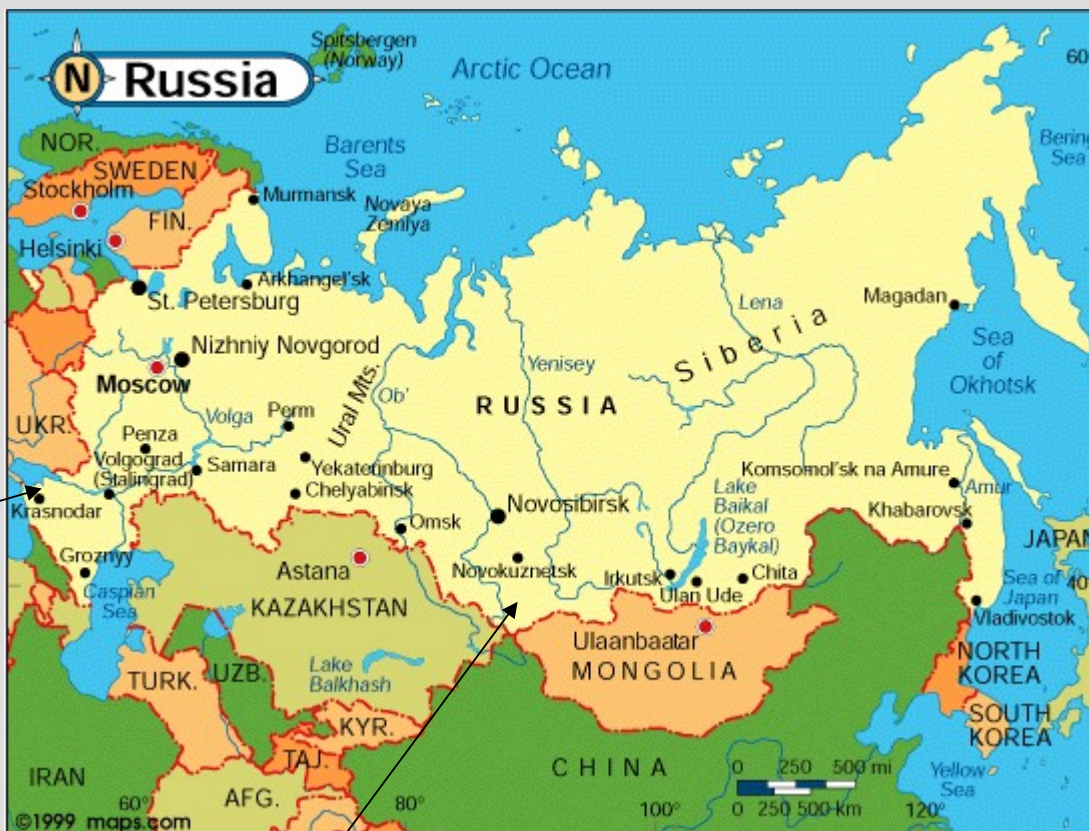 Spitsbergen
(Norway)
Arctic Ocean
N
Russia
60
NOR.
Barents
Sea
Bering
Sea
SWEDEN
Stockholm
Murmansk
Novaya
Zemlya
FIN.
Helsinki
Arkhangel'sk
St. Petersburg
Lena
Magadan
Siberia
Sea
of
Okhotsk
Nizhniy Novgorod
Yenisey
Moscow
Ural Mts.
Ob'
RUSSIA
UKR.
Volga
Perm
Penza
Volgograd
(Stalingrad)
Samara
Yekaterinburg
Chelyabinsk
Komsomol'sk na Amure
Amur
Krasnodar
Novosibirsk
Lake
Baikal
(Ozero
Baykal)
Khabarovsk
Omsk
JAPAN
Groznyy
Astana
Novokuznetsk
Irkutsk
Chita
Ulan Ude
Caspian
Sea
KAZAKHSTAN
Sea of
Japan
40
Vladivostok
Ulaanbaatar
MONGOLIA
NORTH
KOREA
TURK.
UZB.
Lake
Balkhash
KYR.
SOUTH
KOREA
TAJ.
IRAN
CHINA
0 250 500 mi
0 250 500 km
Yellow
Sea
AFG.
60°
80°
100°
120°
©1999 maps.com